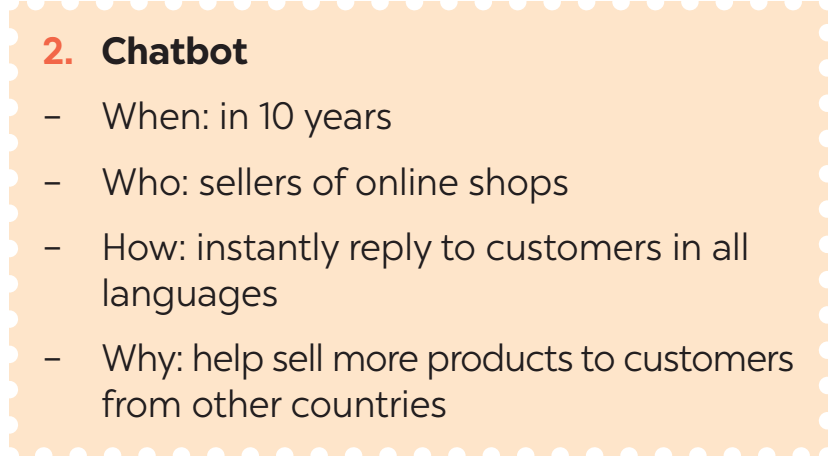 2. Chatbot
– When: in 10 years
– Who: sellers of online shops
– How: instantly reply to customers in all
languages
– Why: help sell more products to customers
from other countries